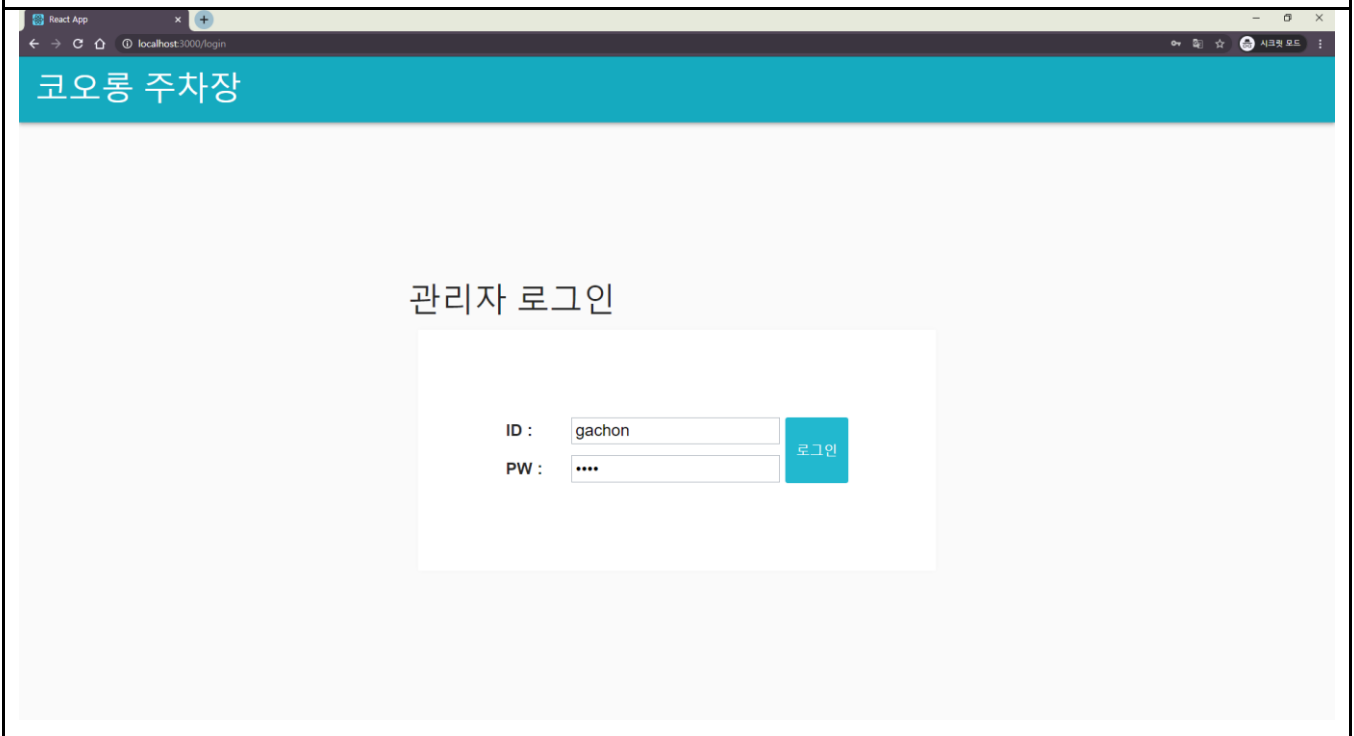 React App
localhost:3000/login
시크릿 모드
코오롱 주차장
관리자 로그인
ID :
gachon
로그인
PW :
••••